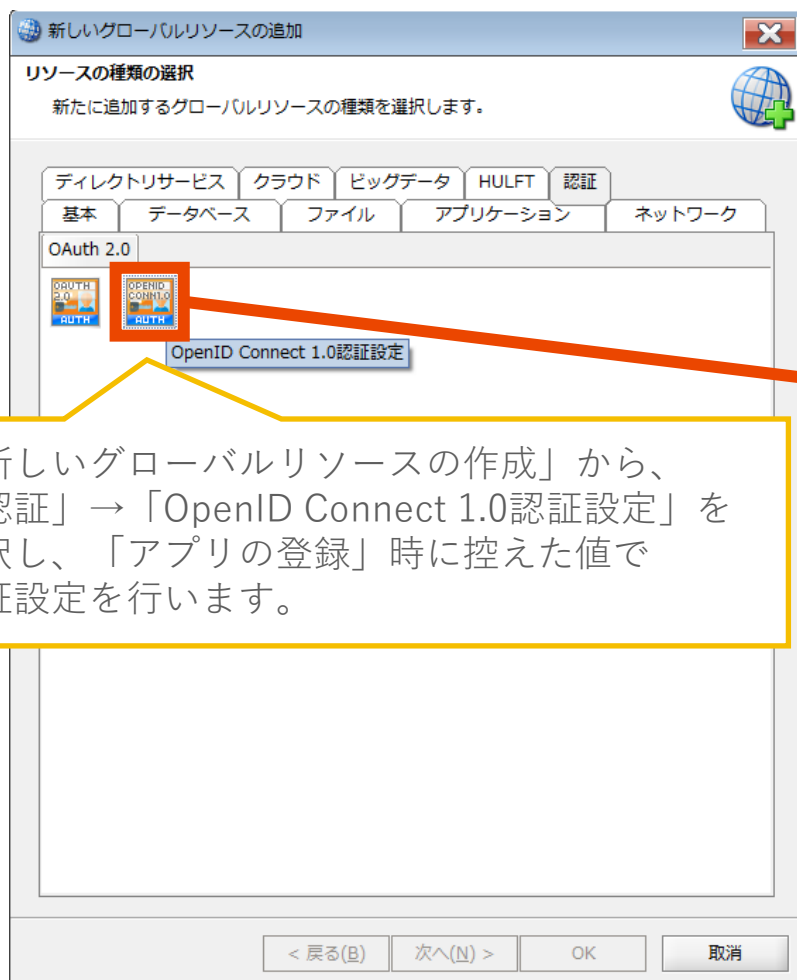 新しいグローバルリソースの追加
リソースの種類の選択
新たに追加するグローバルリソースの種類を選択します。
ディレクトリサービス クラウド ビッグデータ HULFT 認証
基本 データベース ファイル アプリケーション ネットワーク
OAuth 2.0
OAUTH 2.0 AUTH
OPENID CONN1.0 AUTH
OpenID Connect 1.0認証設定
新しいグローバルリソースの作成」から、
認証」→「OpenID Connect 1.0認証設定」を
択し、「アプリの登録」時に控えた値で
証設定を行います。
< 戻る(B) 次へ(N) > OK 取消